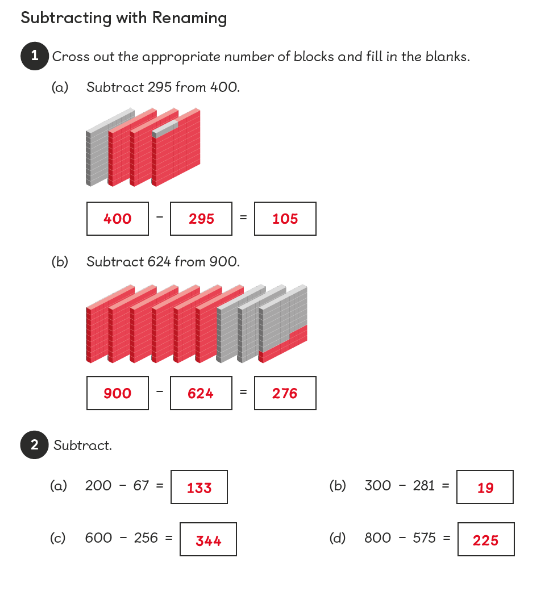 Subtracting with Renaming
1 Cross out the appropriate number of blocks and fill in the blanks.
(a) Subtract 295 from 400.
400 – 295 = 105
(b) Subtract 624 from 900.
900 – 624 = 276
2 Subtract.
(a) 200 – 67 = 133 (b) 300 – 281 = 19
(c) 600 – 256 = 344 (d) 800 – 575 = 225